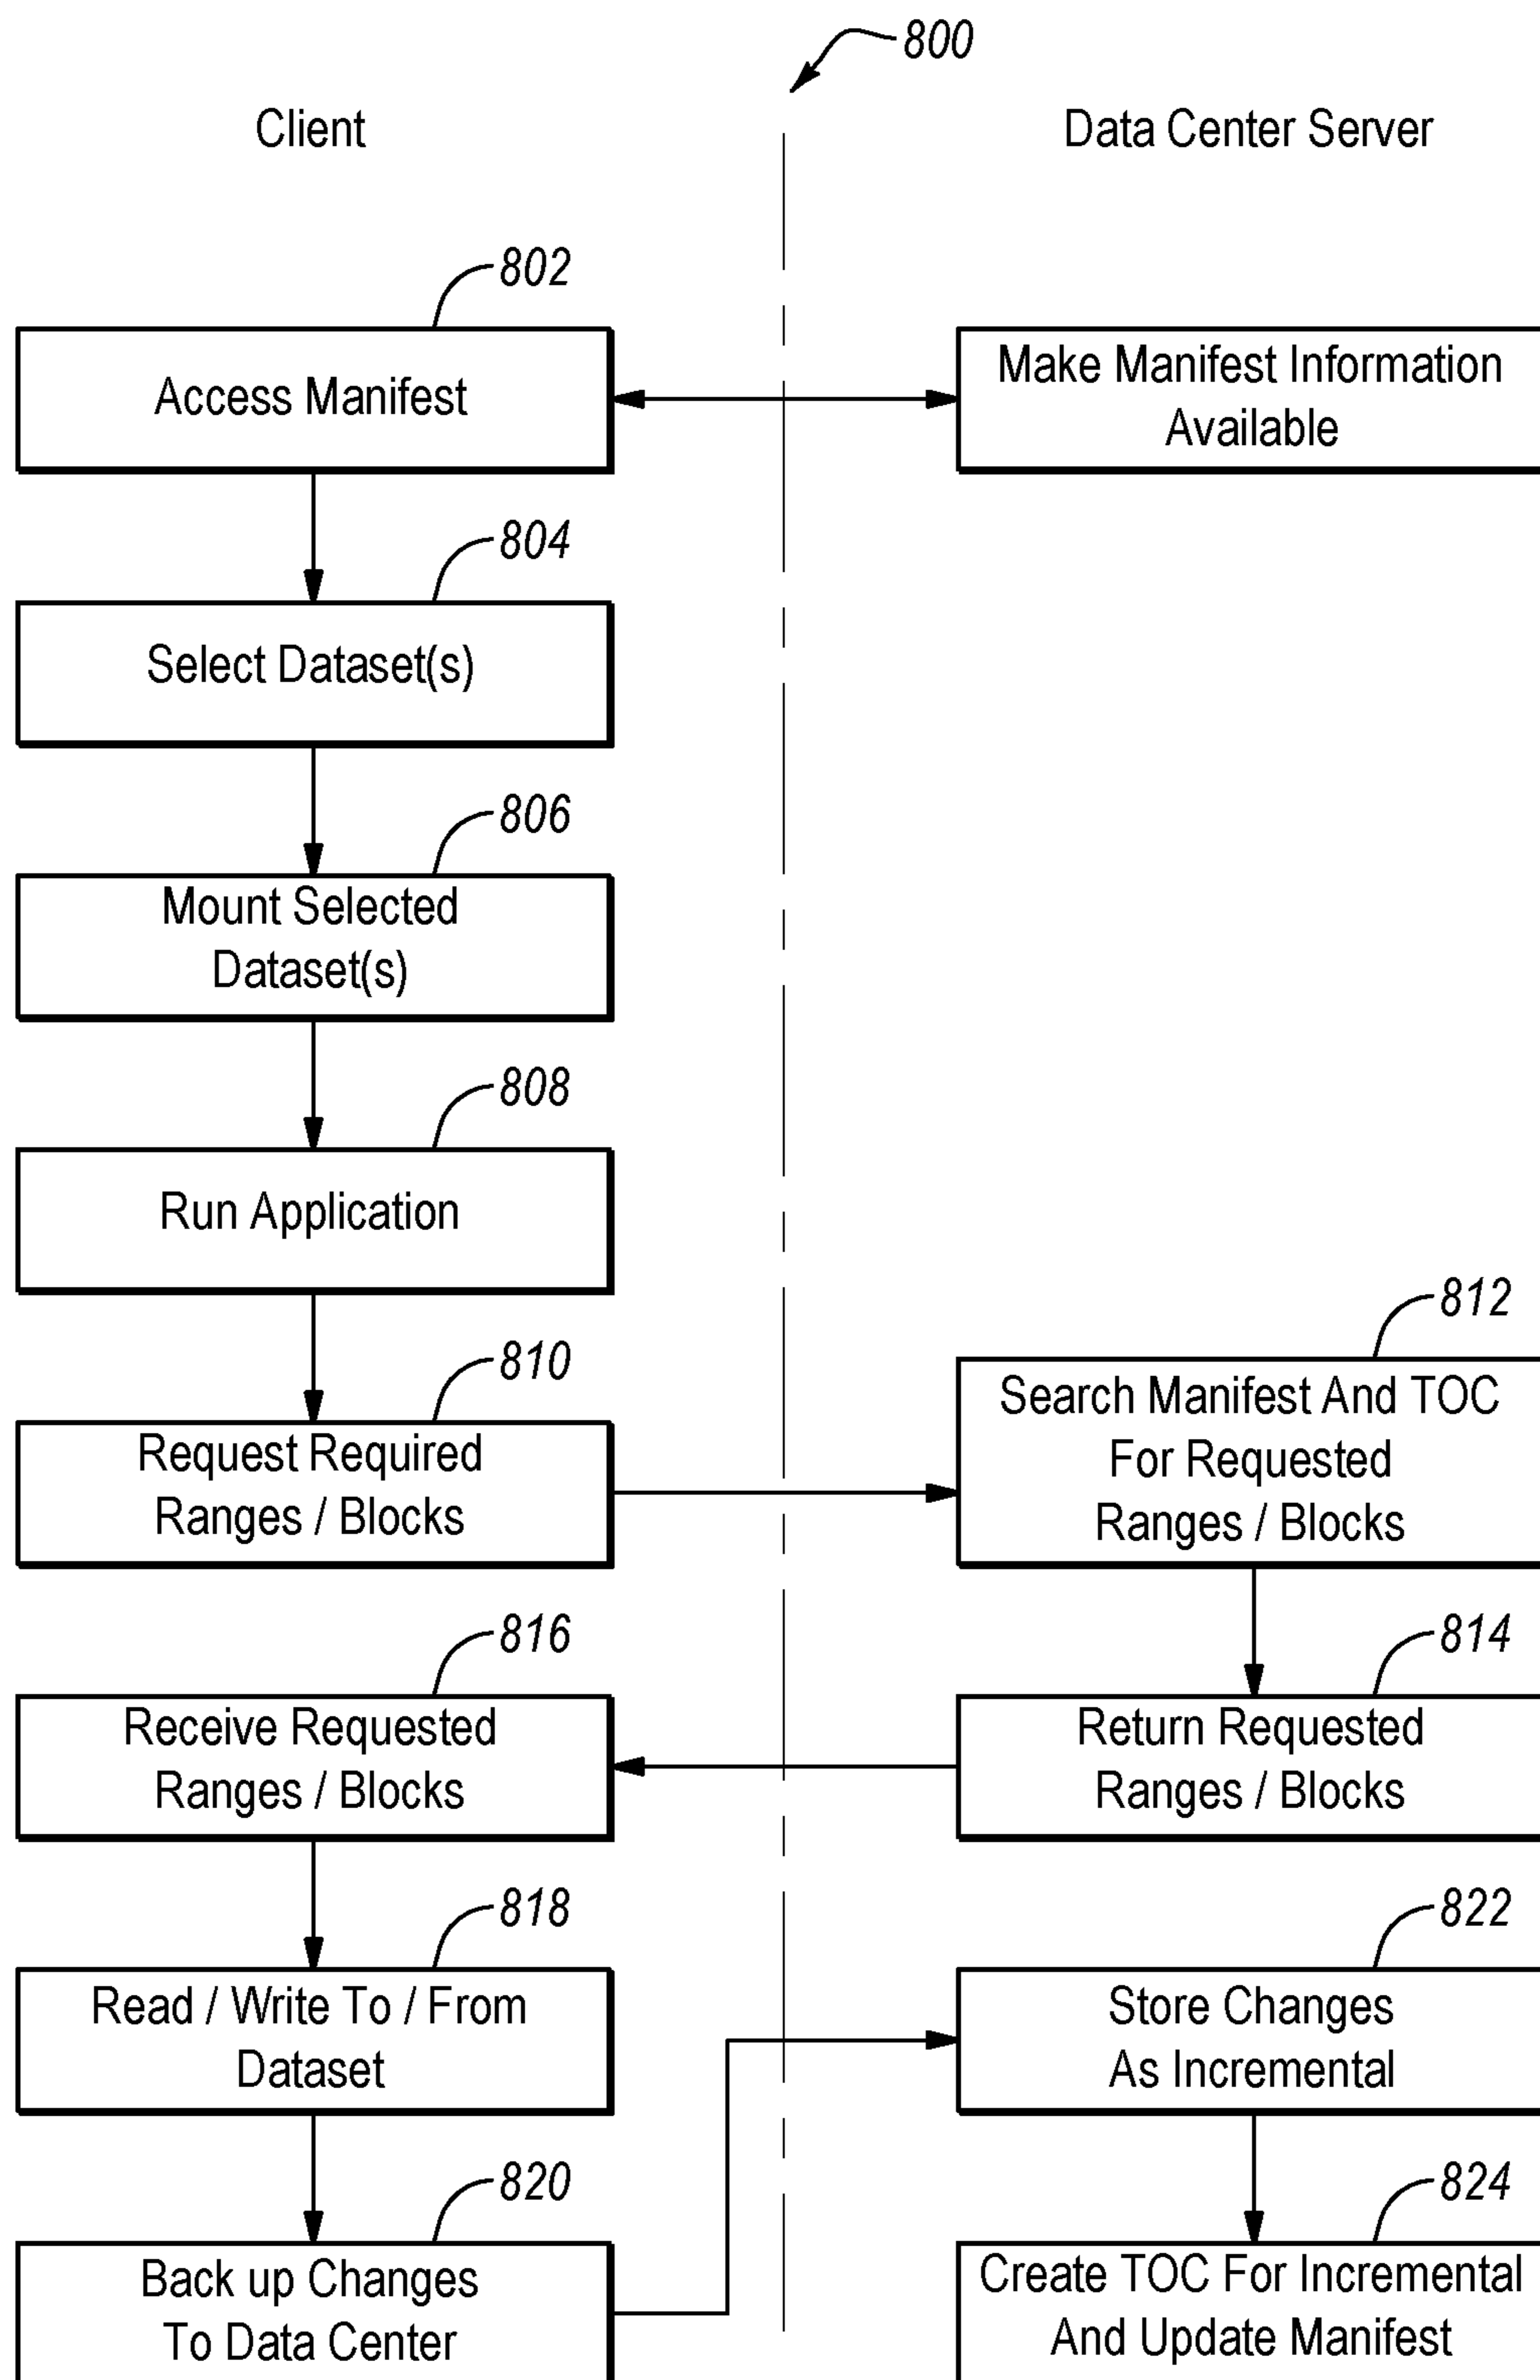 800
Client
Data Center Server
802
Access Manifest
Make Manifest Information
Available
804
Select Dataset(s)
806
Mount Selected
Dataset(s)
808
Run Application
810
Request Required
Ranges / Blocks
812
Search Manifest And TOC
For Requested
Ranges / Blocks
814
Return Requested
Ranges / Blocks
816
Receive Requested
Ranges / Blocks
818
Read / Write To / From
Dataset
820
Back up Changes
To Data Center
822
Store Changes
As Incremental
824
Create TOC For Incremental
And Update Manifest